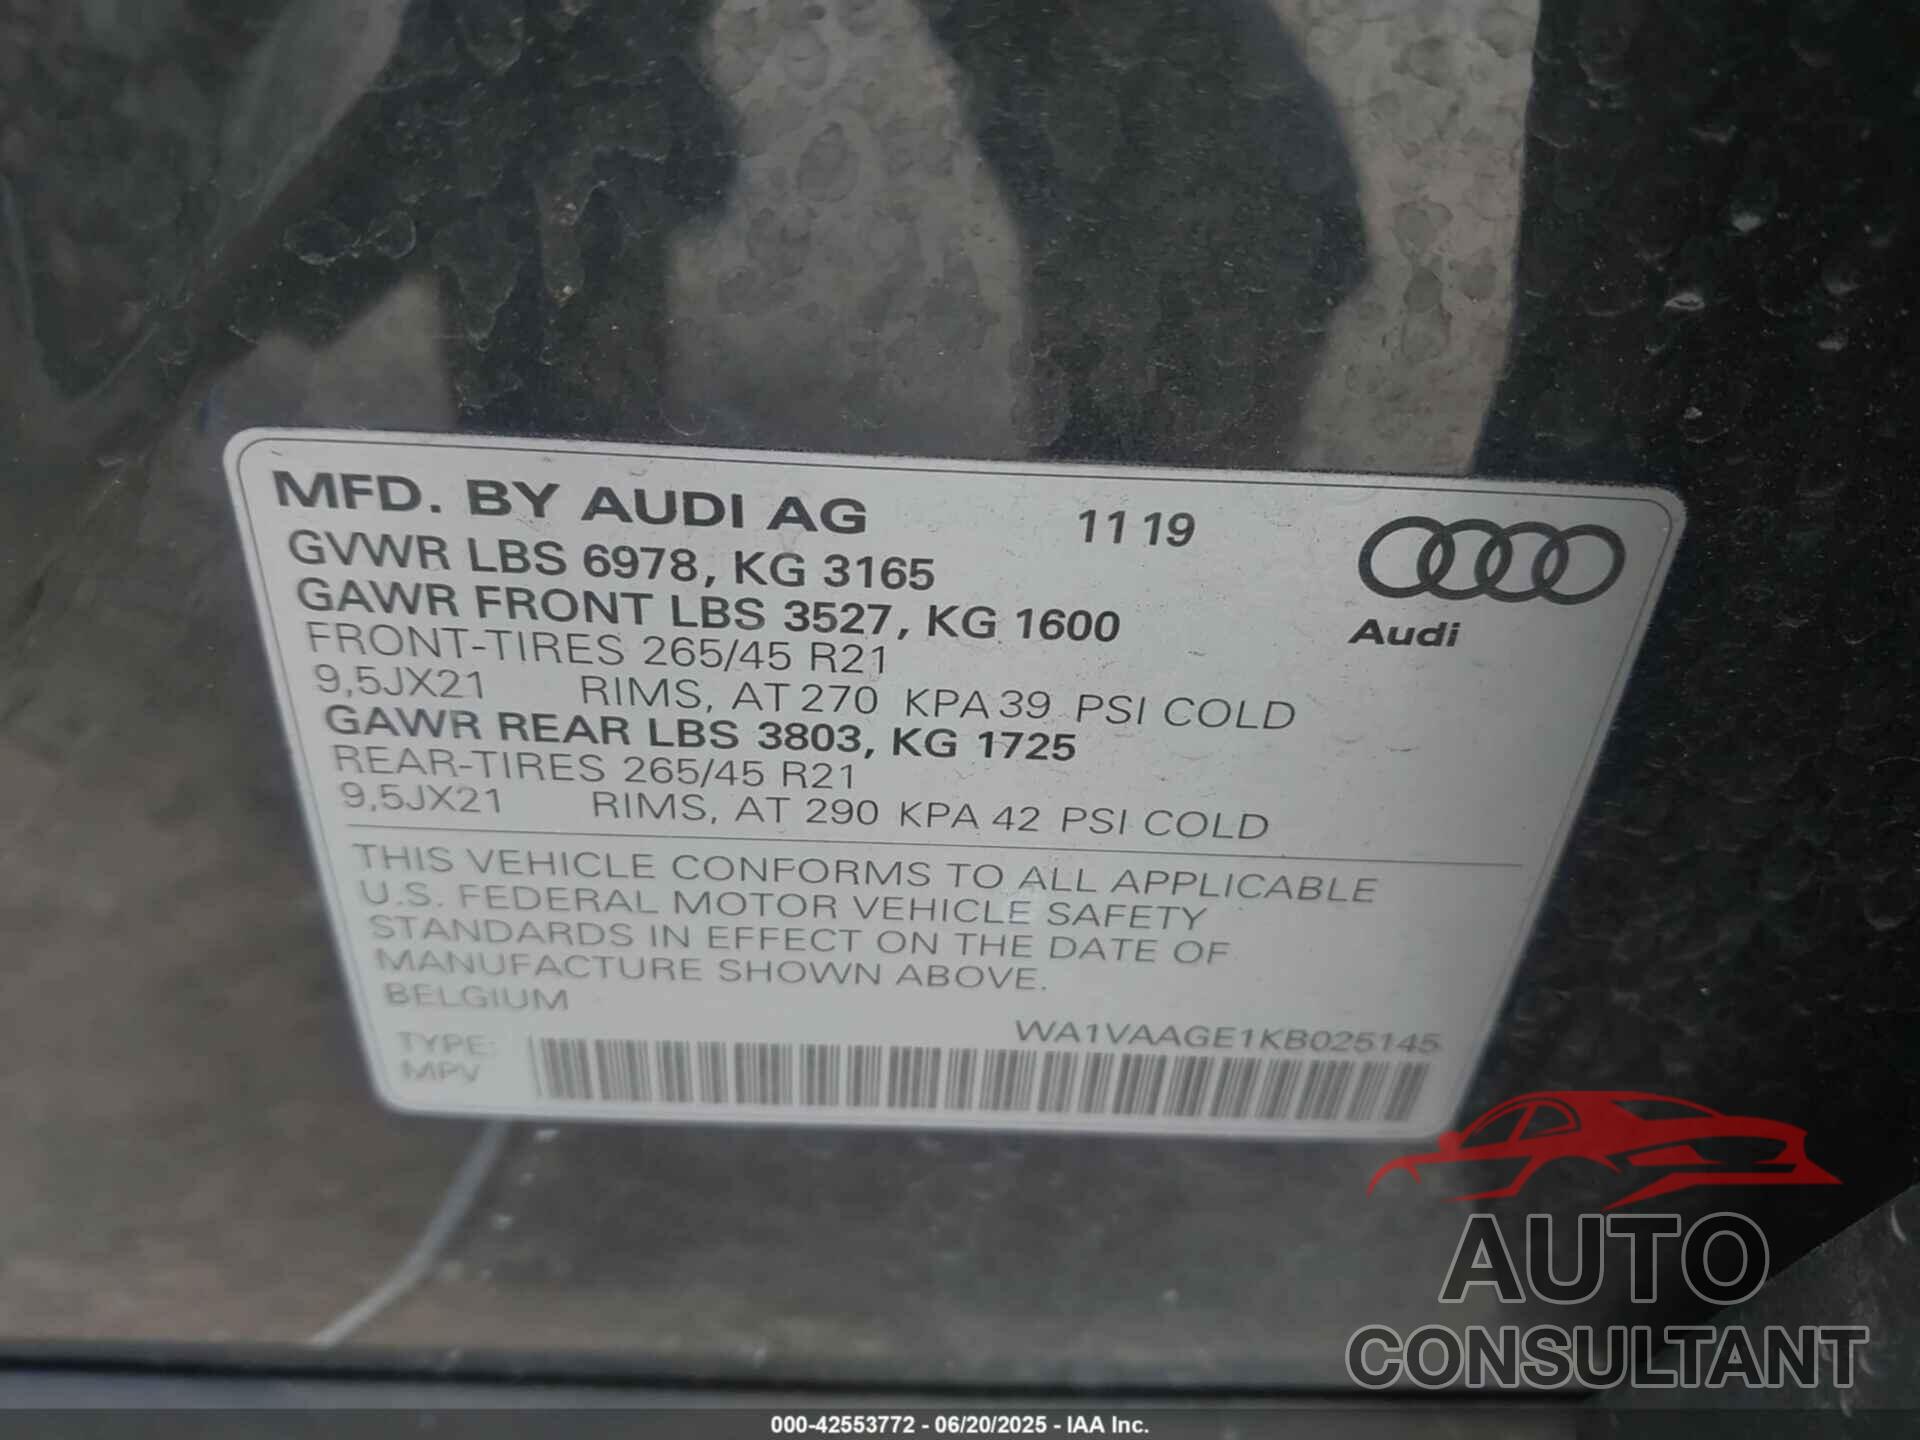 MFD. BY AUDI AG 11 19
GVWR LBS 6978, KG 3165
GAWR FRONT LBS 3527, KG 1600
Audi
FRONT-TIRES 265/45 R21
9,5JX21 RIMS, AT 270 KPA 39 PSI COLD
GAWR REAR LBS 3803, KG 1725
REAR-TIRES 265/45 R21
9,5JX21 RIMS, AT 290 KPA 42 PSI COLD
THIS VEHICLE CONFORMS TO ALL APPLICABLE
U.S. FEDERAL MOTOR VEHICLE SAFETY
STANDARDS IN EFFECT ON THE DATE OF
MANUFACTURE SHOWN ABOVE.
BELGIUM
WA1VAAGE1KB025145
TYPE:
MPV
AUTO
CONSULTANT
000-42553772 - 06/20/2025 - IAA Inc.